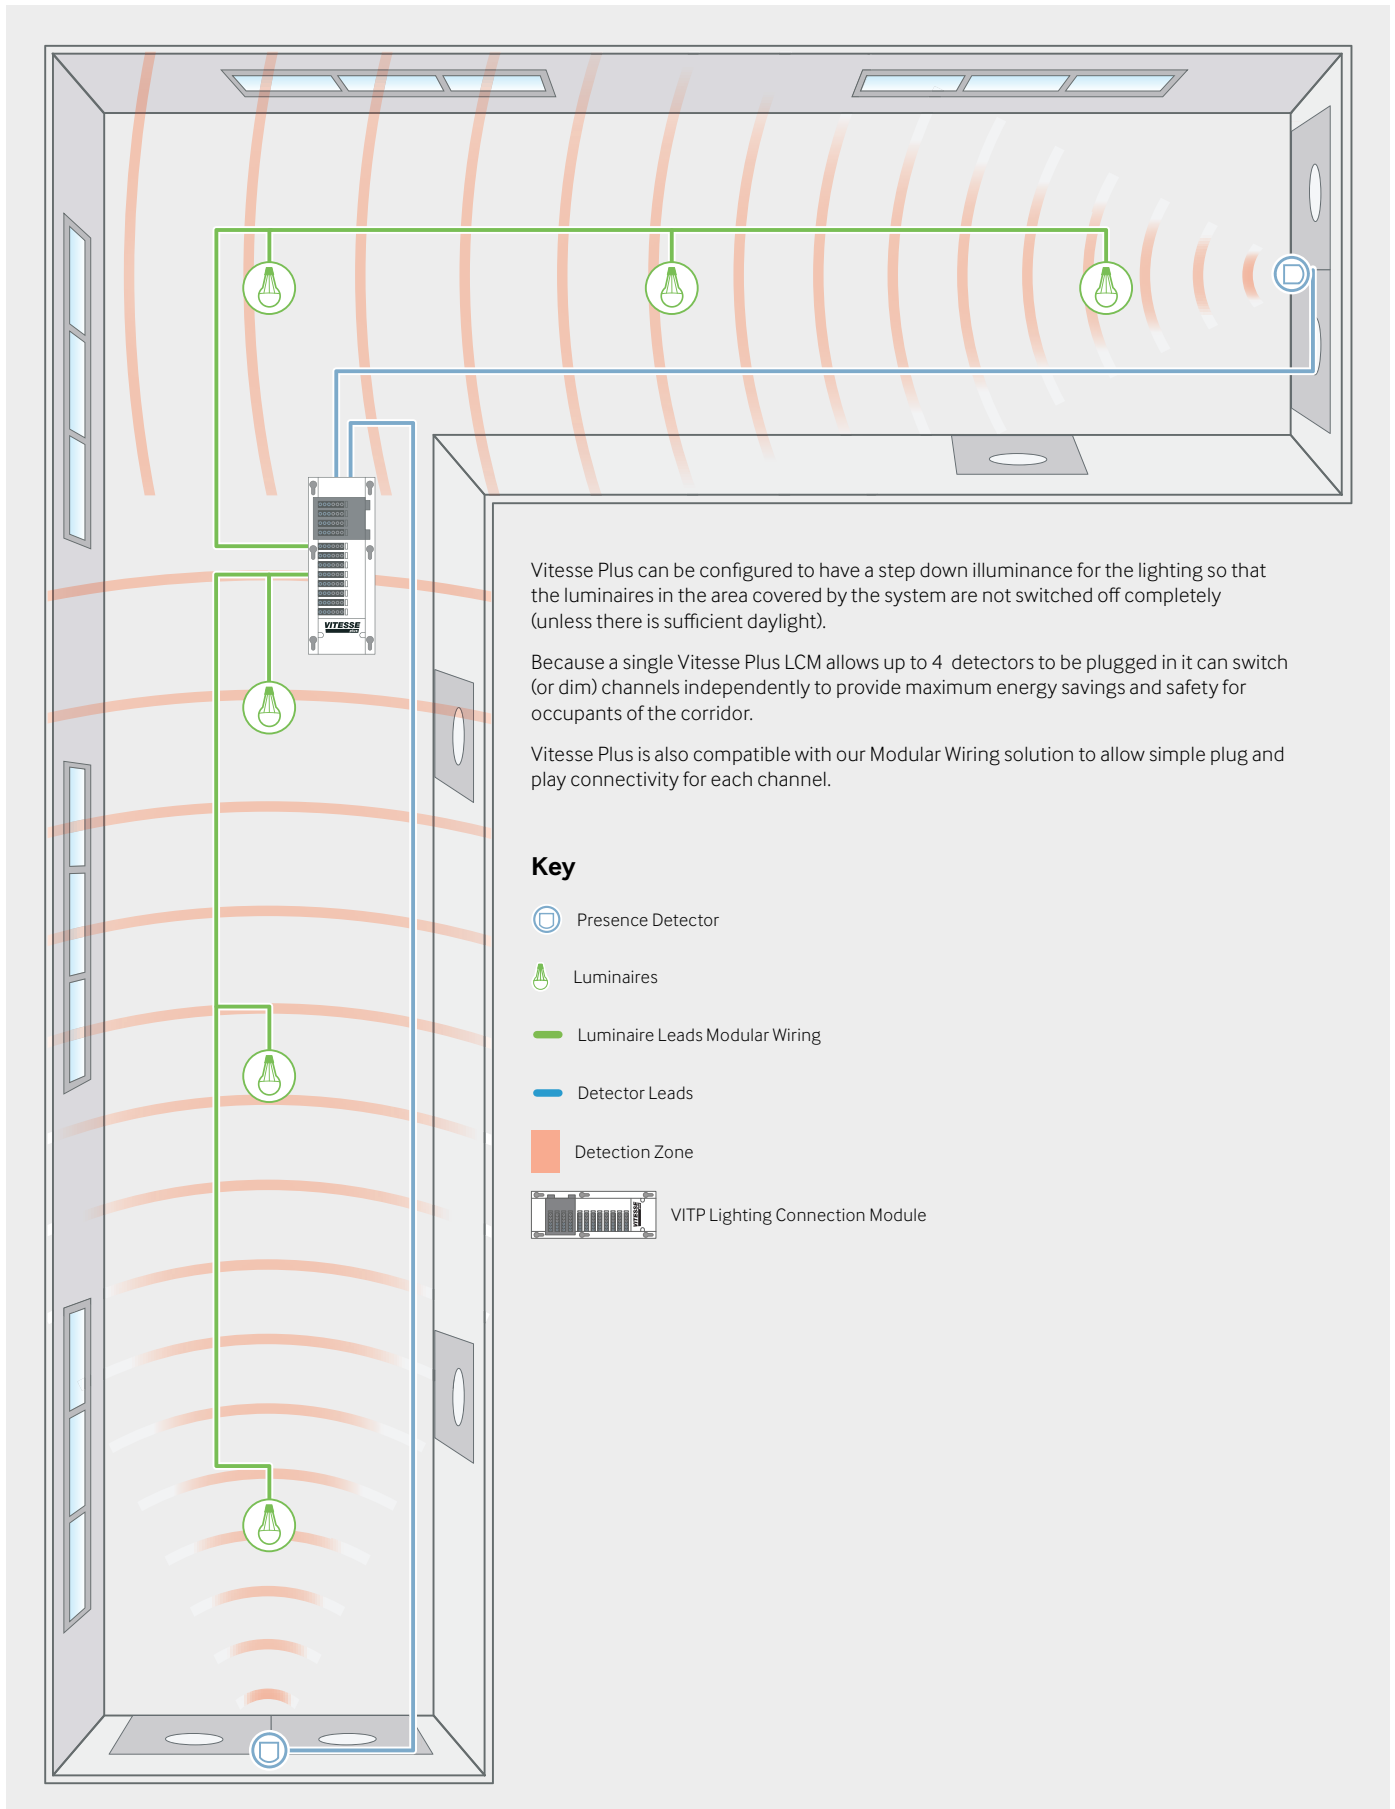 VITESSE
Vitesse Plus can be configured to have a step down illuminance for the lighting so that
the luminaires in the area covered by the system are not switched off completely
(unless there is sufficient daylight).
Because a single Vitesse Plus LCM allows up to 4 detectors to be plugged in it can switch
(or dim) channels independently to provide maximum energy savings and safety for
occupants of the corridor.
Vitesse Plus is also compatible with our Modular Wiring solution to allow simple plug and
play connectivity for each channel.
Key
Presence Detector
Luminaires
Luminaire Leads Modular Wiring
Detector Leads
Detection Zone
VITESSE
VITP Lighting Connection Module